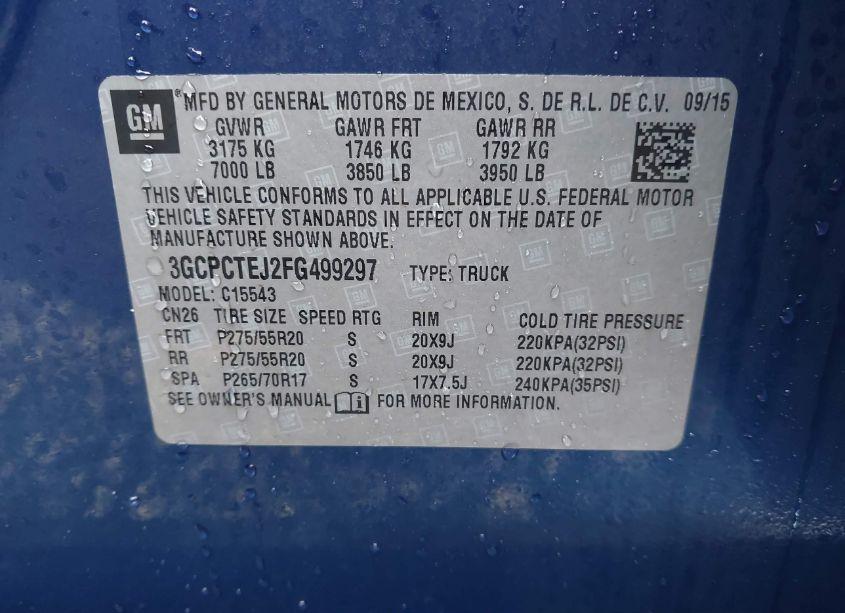 GM ®MFD BY GENERAL MOTORS DE MEXICO, S. DE R.L. DE C.V. 09/15
GVWR GAWR FRT GAWR RR
3175 KG 1746 KG 1792 KG
7000 LB 3850 LB 3950 LB
THIS VEHICLE CONFORMS TO ALL APPLICABLE U.S. FEDERAL MOTOR
VEHICLE SAFETY STANDARDS IN EFFECT ON THE DATE OF
MANUFACTURE SHOWN ABOVE.
3GCPCTEJ2FG499297 TYPE: TRUCK
MODEL: C15543
CN26 TIRE SIZE SPEED RTG RIM COLD TIRE PRESSURE
FRT P275/55R20 S 20X9J 220KPA(32PSI)
RR P275/55R20 S 20X9J 220KPA(32PSI)
SPA P265/70R17 S 17X7.5J 240KPA(35PSI)
SEE OWNER'S MANUAL FOR MORE INFORMATION.